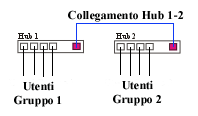 Collegamento Hub 1-2
Hub 1
Hub 2
Utenti
Gruppo 1
Utenti
Gruppo 2